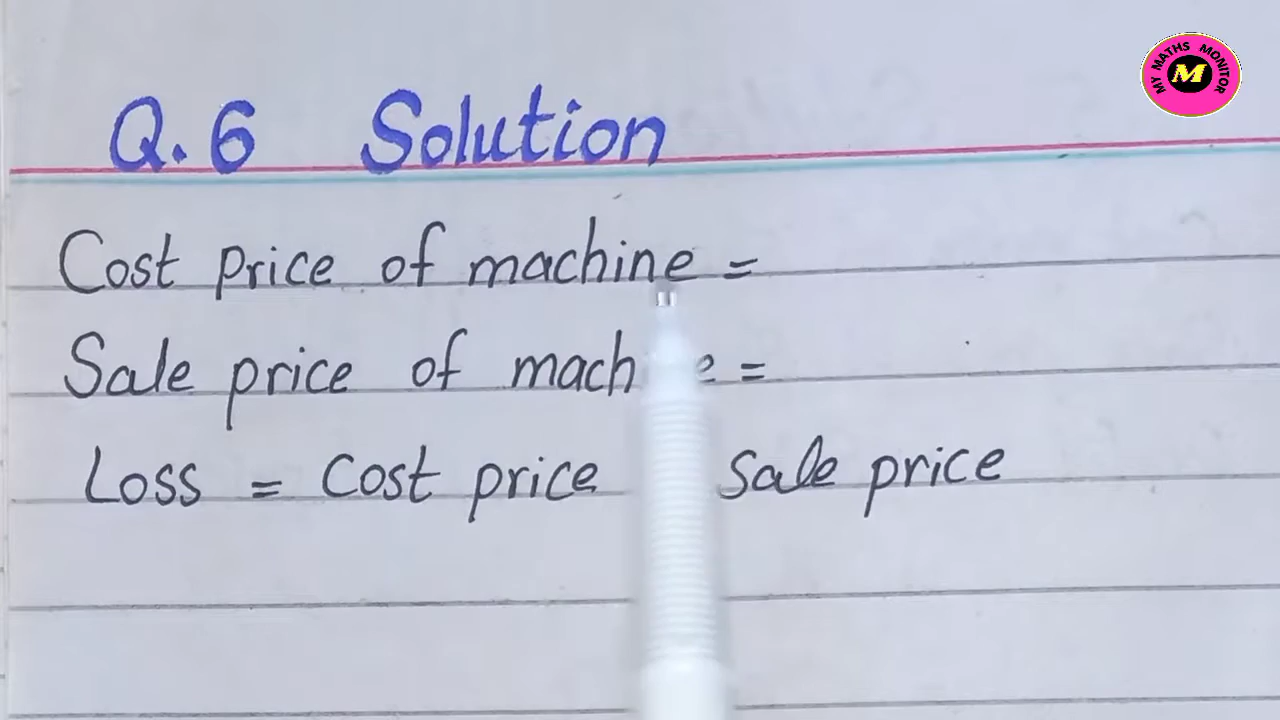 MY MATHS MONITOR
M
Q.6 Solution
Cost price of machine =
Sale price of mach e =
Loss = Cost price Sale price